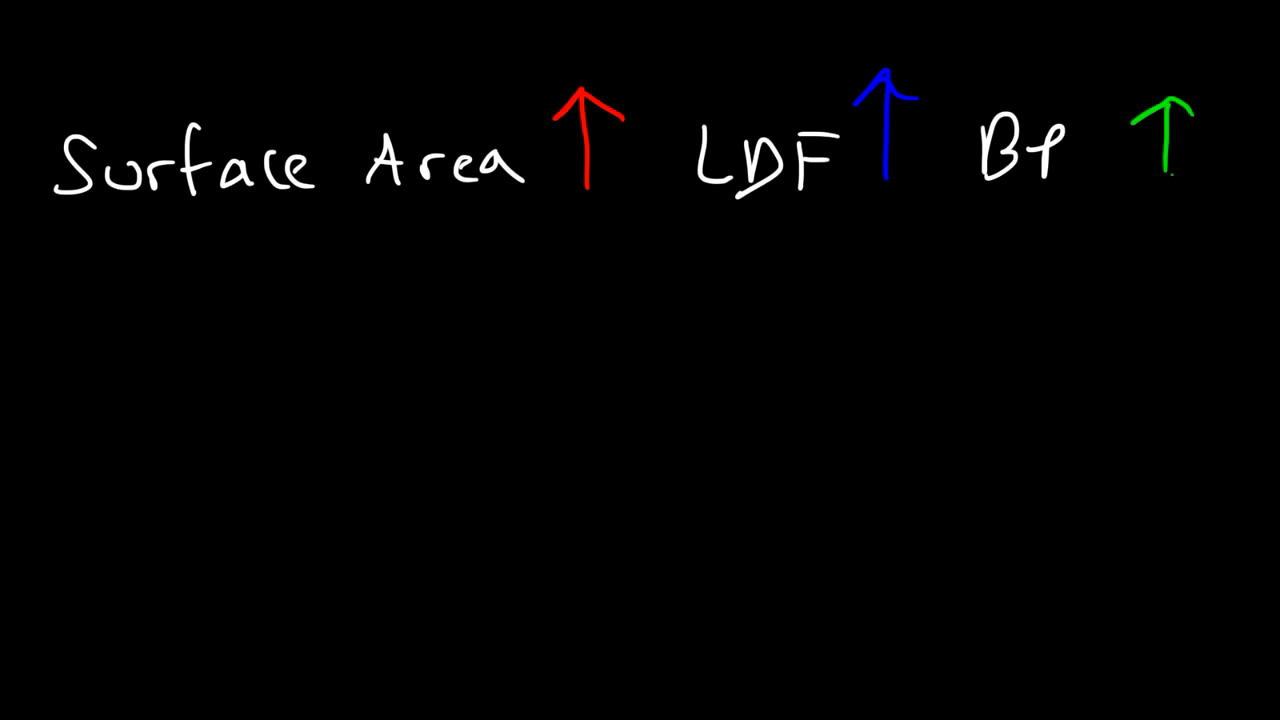 Surface Area ↑ LDF ↑ BP ↑